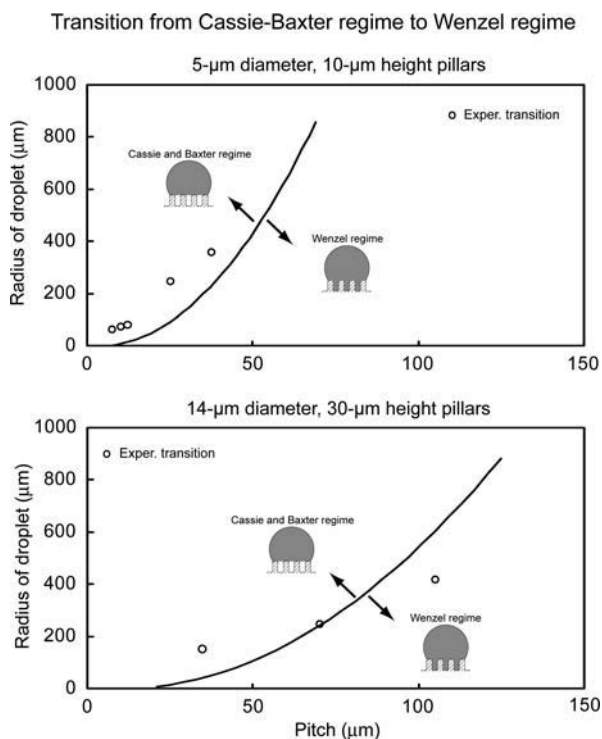 Transition from Cassie-Baxter regime to Wenzel regime
5-μm diameter, 10-μm height pillars
1000
800
600
400
200
0
Radius of droplet (μm)
Exper. transition
Cassie and Baxter regime
Wenzel regime
0
50
100
150
14-μm diameter, 30-μm height pillars
1000
800
600
400
200
0
Radius of droplet (μm)
Exper. transition
Cassie and Baxter regime
Wenzel regime
0
50
100
150
Pitch (μm)